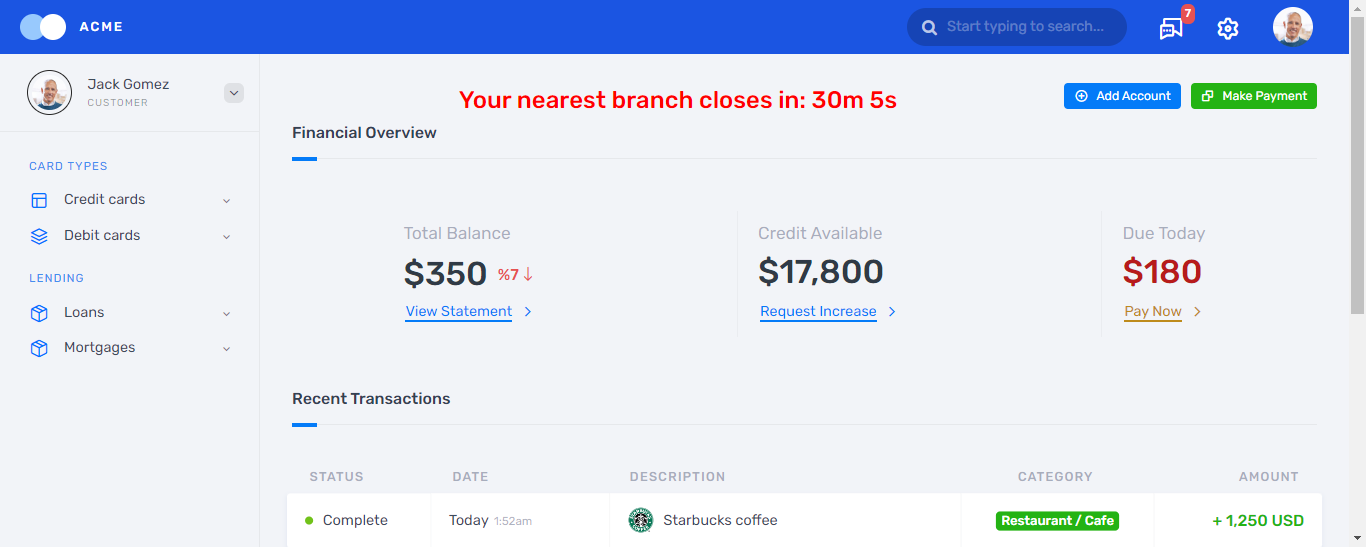 ACME
Start typing to search...
7
Jack Gomez
CUSTOMER
Your nearest branch closes in: 30m 5s
Add Account
Make Payment
Financial Overview
CARD TYPES
Credit cards
Debit cards
LENDING
Loans
Mortgages
Total Balance
$350 %7
View Statement
Credit Available
$17,800
Request Increase
Due Today
$180
Pay Now
Recent Transactions
STATUS DATE DESCRIPTION CATEGORY AMOUNT
Complete Today 1:52am Starbucks coffee Restaurant / Cafe + 1,250 USD